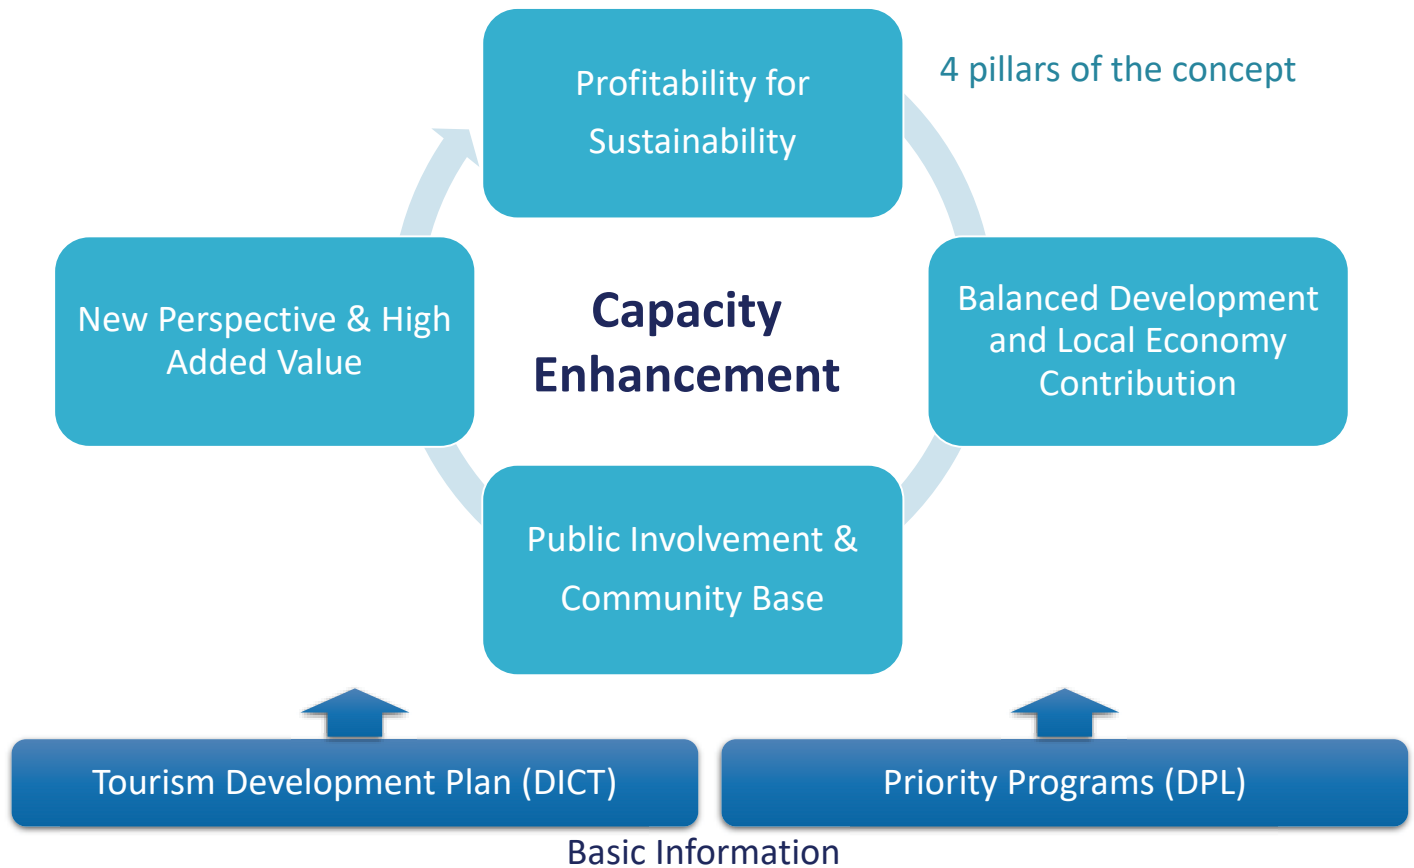 4 pillars of the concept
Profitability for
Sustainability
Balanced Development
and Local Economy
Contribution
New Perspective & High
Added Value
Capacity
Enhancement
Public Involvement &
Community Base
Tourism Development Plan (DICT)
Priority Programs (DPL)
Basic Information